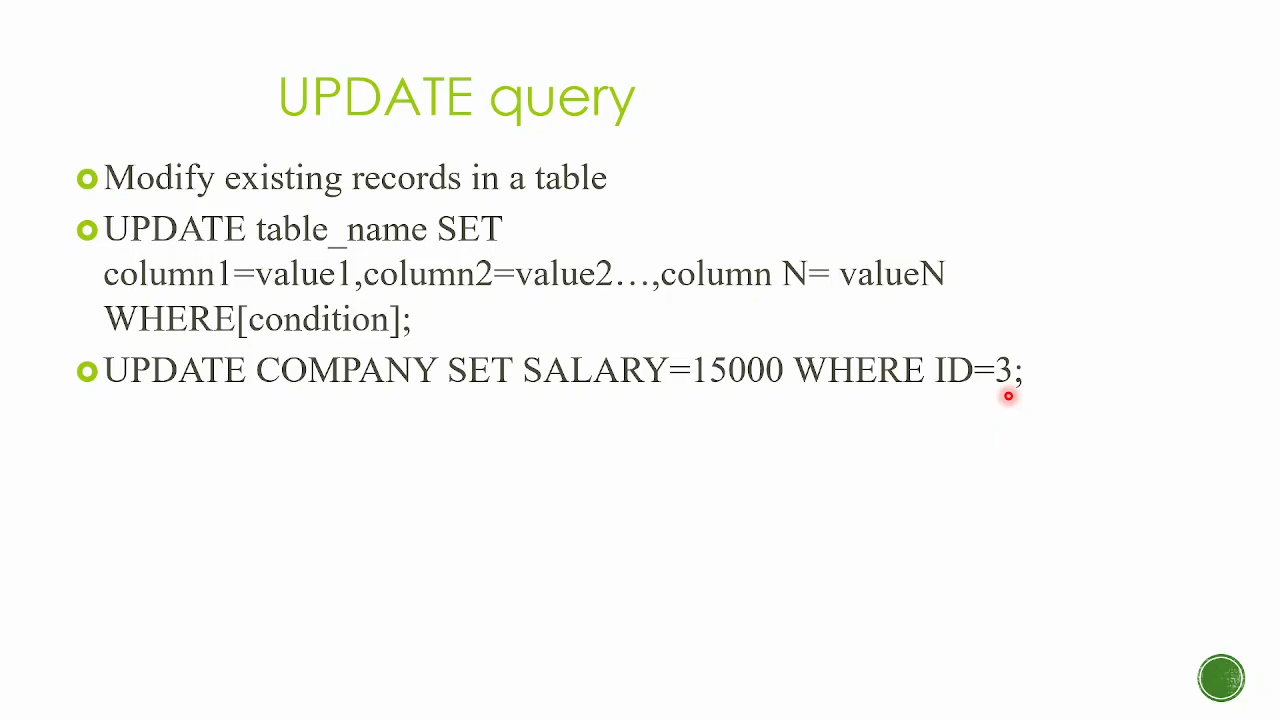 UPDATE query
Modify existing records in a table
UPDATE table_name SET
column1=value1,column2=value2…,column N= valueN
WHERE[condition];
UPDATE COMPANY SET SALARY=15000 WHERE ID=3;